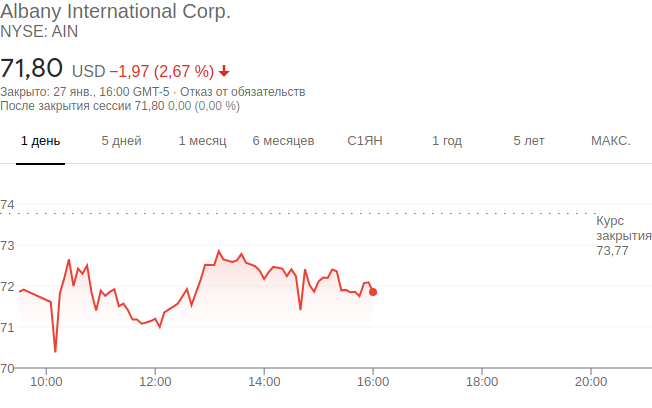 Albany International Corp.
NYSE: AIN
71,80 USD −1,97 (2,67 %)
Закрыто: 27 янв., 16:00 GMT-5 · Отказ от обязательств
После закрытия сессии 71,80 0,00 (0,00 %)
1 день 5 дней 1 месяц 6 месяцев С1ЯН 1 год 5 лет МАКС.
74
Курс
закрытия
73,77
73
72
71
70
10:00 12:00 14:00 16:00 18:00 20:00